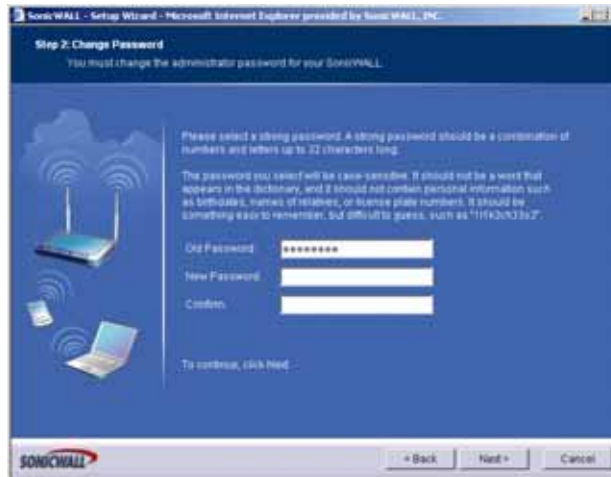 SonicWALL - Setup Wizard - Microsoft Internet Explorer provided by SonicWALL, INC.
Step 2: Change Password
You must change the administrator password for your SonicWALL.
Please select a strong password. A strong password should be a combination of
numbers and letters up to 32 characters long.
The password you select will be case-sensitive. It should not be a word that
appears in the dictionary, and it should not contain personal information such
as birthdates, names of relatives, or license plate numbers. It should be
something easy to remember, but difficult to guess, such as
Old Password: ********
New Password:
Confirm:
To continue, click Next.
SONICWALL
< Back
Next >
Cancel